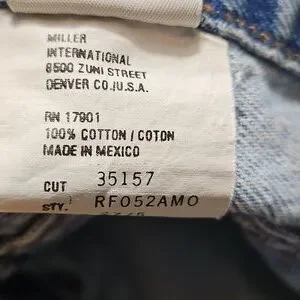 MILLER
INTERNATIONAL
8500 ZUNI STREET
DENVER CO./U.S.A.
RN 17901
100% COTTON / COTON
MADE IN MEXICO
CUT 35157
STY. RF052AMO